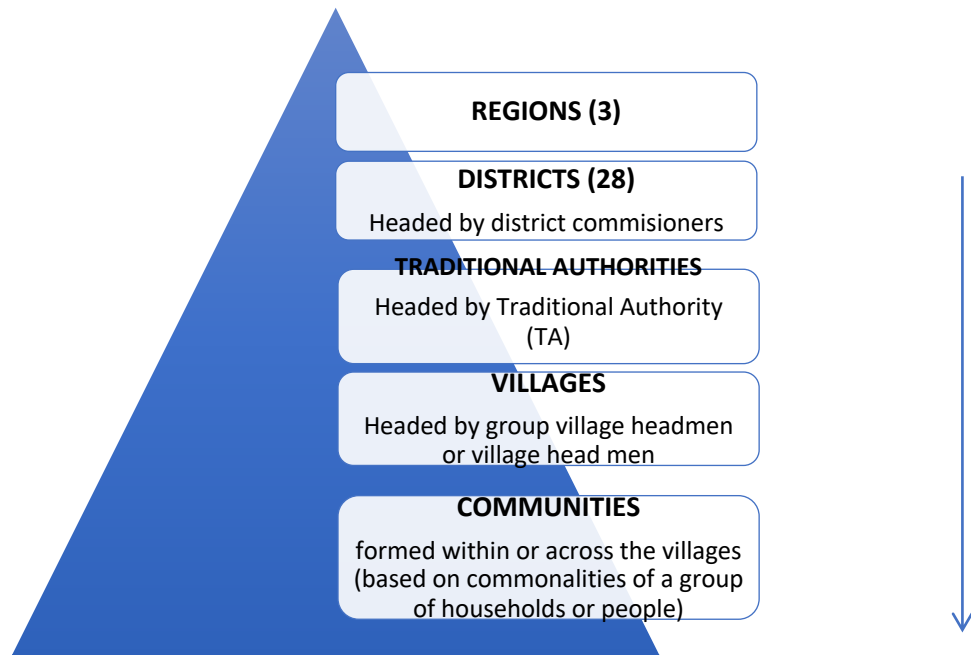 REGIONS (3)
DISTRICTS (28)
Headed by district commisioners
TRADITIONAL AUTHORITIES
Headed by Traditional Authority
(TA)
VILLAGES
Headed by group village headmen
or village head men
COMMUNITIES
formed within or across the villages
(based on commonalities of a group
of households or people)